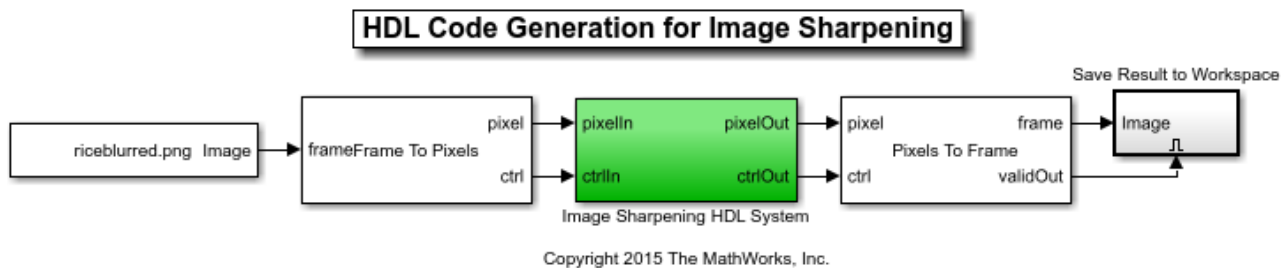 HDL Code Generation for Image Sharpening
Save Result to Workspace
riceblurred.png Image
frame Frame To Pixels
pixel
ctrl
pixelIn pixelOut
ctrlIn ctrlOut
Image Sharpening HDL System
pixel
ctrl
Pixels To Frame
frame
validOut
Image
Copyright 2015 The MathWorks, Inc.